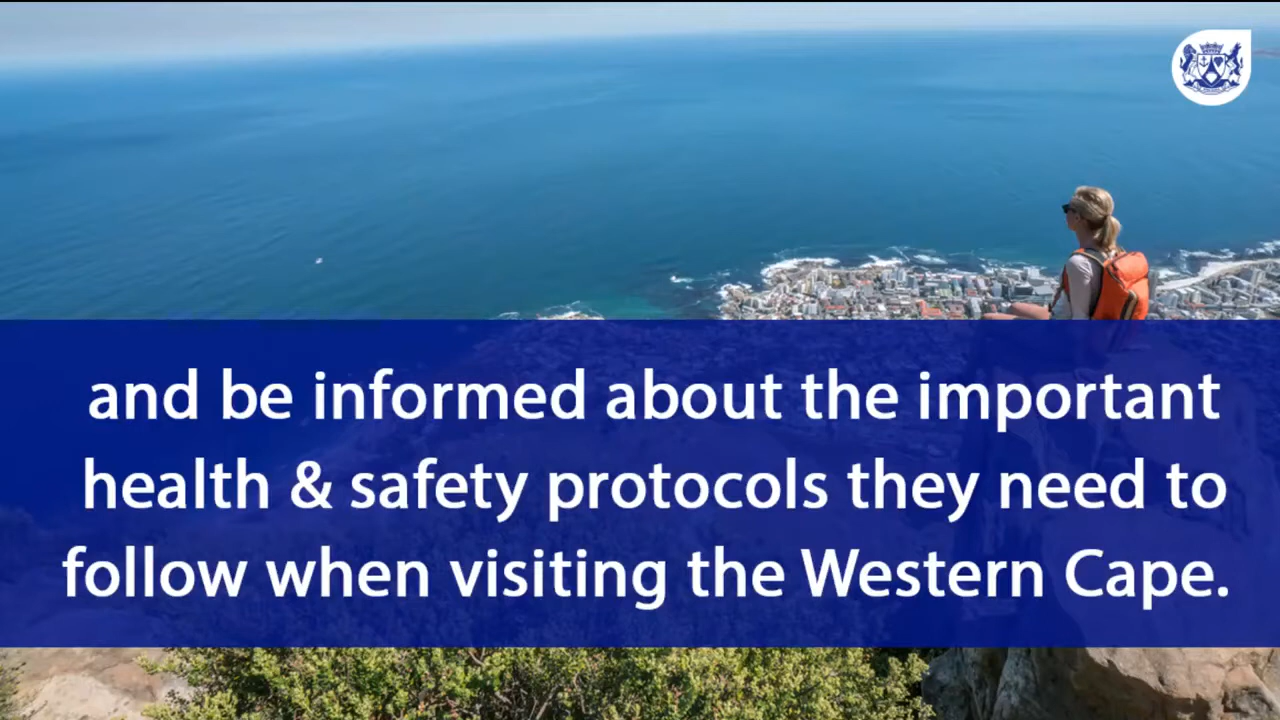 and be informed about the important
health & safety protocols they need to
follow when visiting the Western Cape.